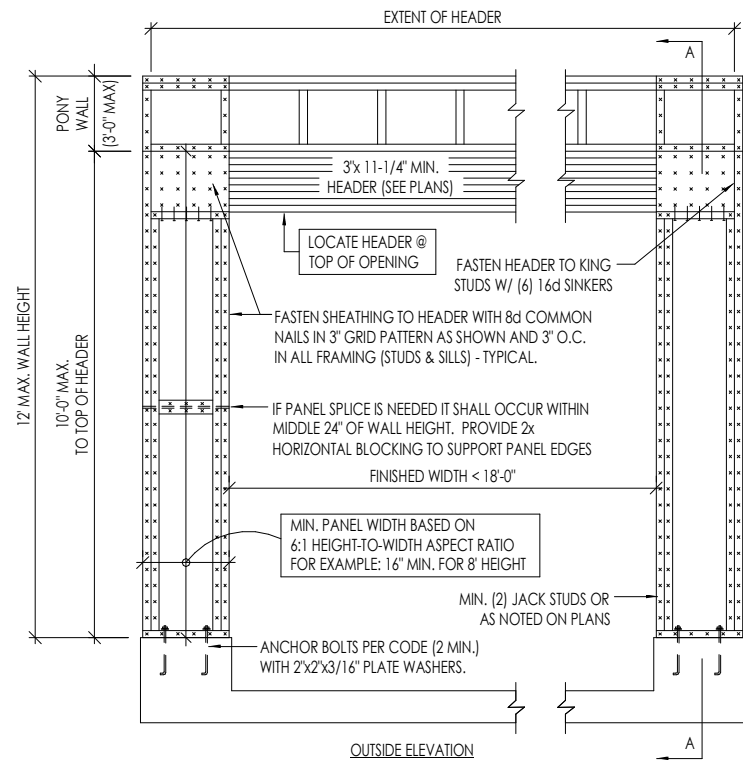 EXTENT OF HEADER
A
PONY
WALL
(3'-0" MAX)
3"x 11-1/4" MIN.
HEADER (SEE PLANS)
LOCATE HEADER @
TOP OF OPENING
FASTEN HEADER TO KING
STUDS W/ (6) 16d SINKERS
12' MAX. WALL HEIGHT
10'-0" MAX.
TO TOP OF HEADER
FASTEN SHEATHING TO HEADER WITH 8d COMMON
NAILS IN 3" GRID PATTERN AS SHOWN AND 3" O.C.
IN ALL FRAMING (STUDS & SILLS) - TYPICAL.
IF PANEL SPLICE IS NEEDED IT SHALL OCCUR WITHIN
MIDDLE 24" OF WALL HEIGHT. PROVIDE 2x
HORIZONTAL BLOCKING TO SUPPORT PANEL EDGES
FINISHED WIDTH < 18'-0"
MIN. PANEL WIDTH BASED ON
6:1 HEIGHT-TO-WIDTH ASPECT RATIO
FOR EXAMPLE: 16" MIN. FOR 8' HEIGHT
MIN. (2) JACK STUDS OR
AS NOTED ON PLANS
ANCHOR BOLTS PER CODE (2 MIN.)
WITH 2"x2"x3/16" PLATE WASHERS.
A
OUTSIDE ELEVATION